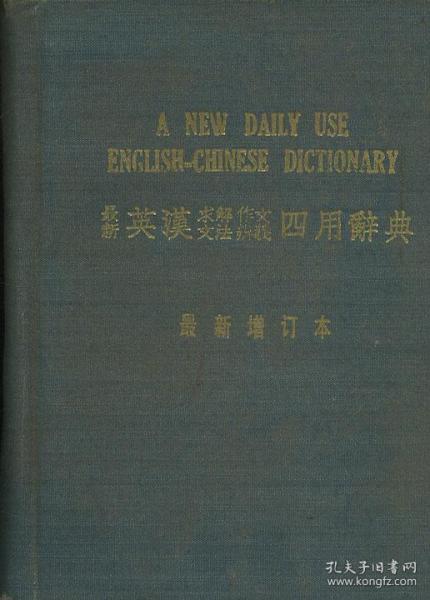 A NEW DAILY USE
ENGLISH-CHINESE DICTIONARY
最新 英漢 求解 作文 文法 辨義 四用辭典
最新增订本
孔夫子旧书网
www.kongfz.com